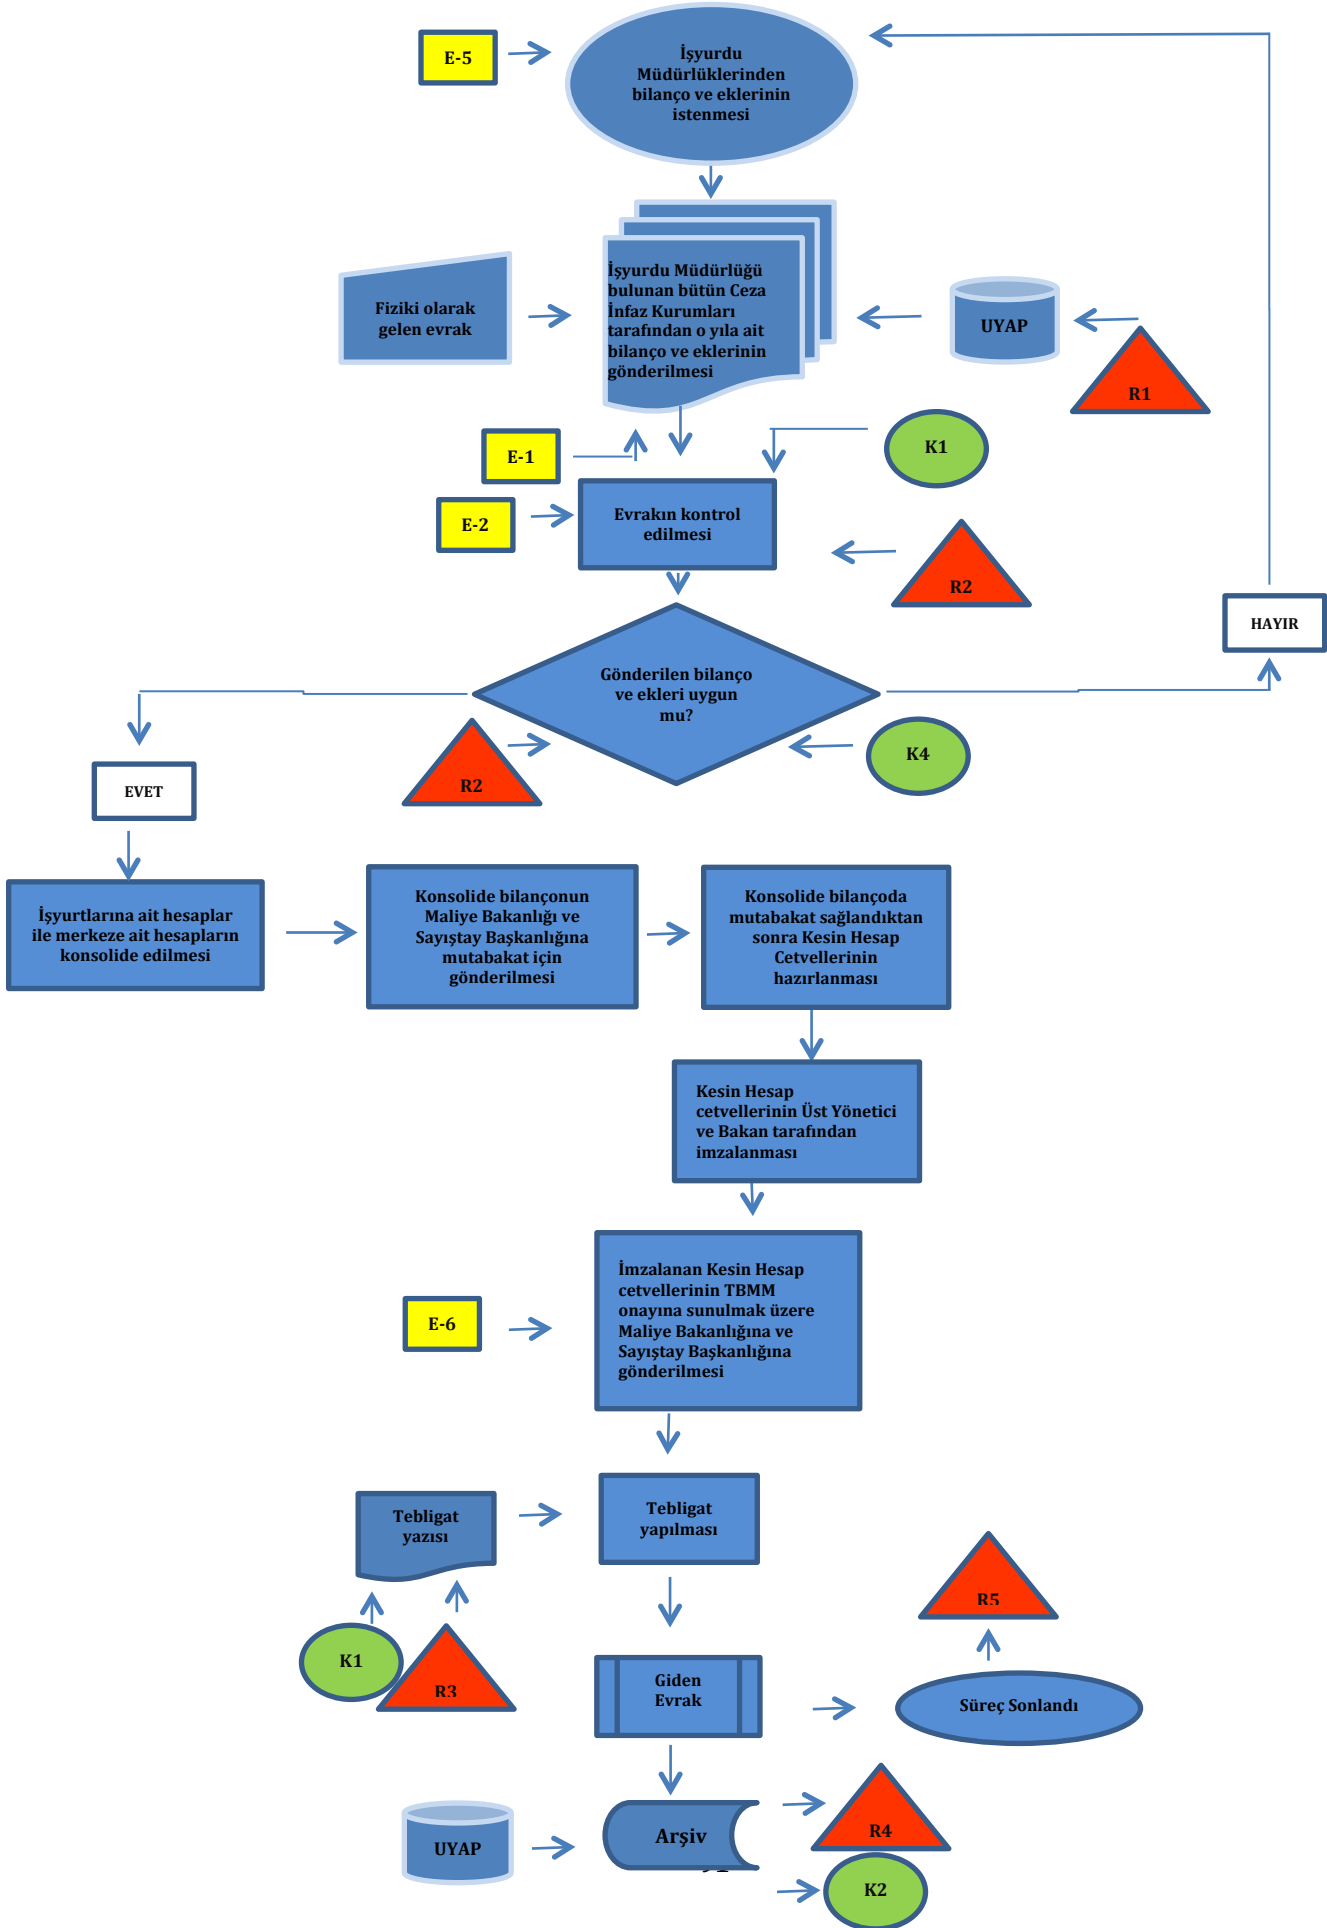 E-5
İşyurdu
Müdürlüklerinden
bilanço ve eklerinin
istenmesi
Fiziki olarak
gelen evrak
İşyurdu Müdürlüğü
bulunan bütün Ceza
İnfaz Kurumları
tarafından o yıla ait
bilanço ve eklerinin
gönderilmesi
UYAP
R1
E-1
K1
E-2
Evrakın kontrol
edilmesi
R2
HAYIR
Gönderilen bilanço
ve ekleri uygun
mu?
R2
K4
EVET
İşyurtlarına ait hesaplar
ile merkeze ait hesapların
konsolide edilmesi
Konsolide bilançonun
Maliye Bakanlığı ve
Sayıştay Başkanlığına
mutabakat için
gönderilmesi
Konsolide bilançoda
mutabakat sağlandıktan
sonra Kesin Hesap
Cetvellerinin
hazırlanması
Kesin Hesap
cetvellerinin Üst Yönetici
ve Bakan tarafından
imzalanması
E-6
İmzalanan Kesin Hesap
cetvellerinin TBMM
onayına sunulmak üzere
Maliye Bakanlığına ve
Sayıştay Başkanlığına
gönderilmesi
Tebligat
yazısı
Tebligat
yapılması
K1
R3
R5
Giden
Evrak
Süreç Sonlandı
UYAP
Arşiv
R4
K2